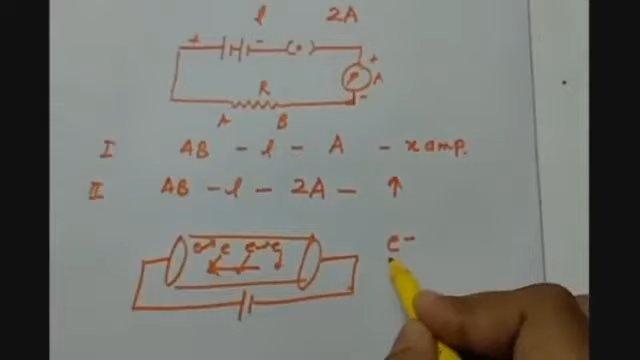 l 2A
+ - + A -
R
A B
I AB - l - A - x amp.
II AB - l - 2A - ↑
e e e e
e-